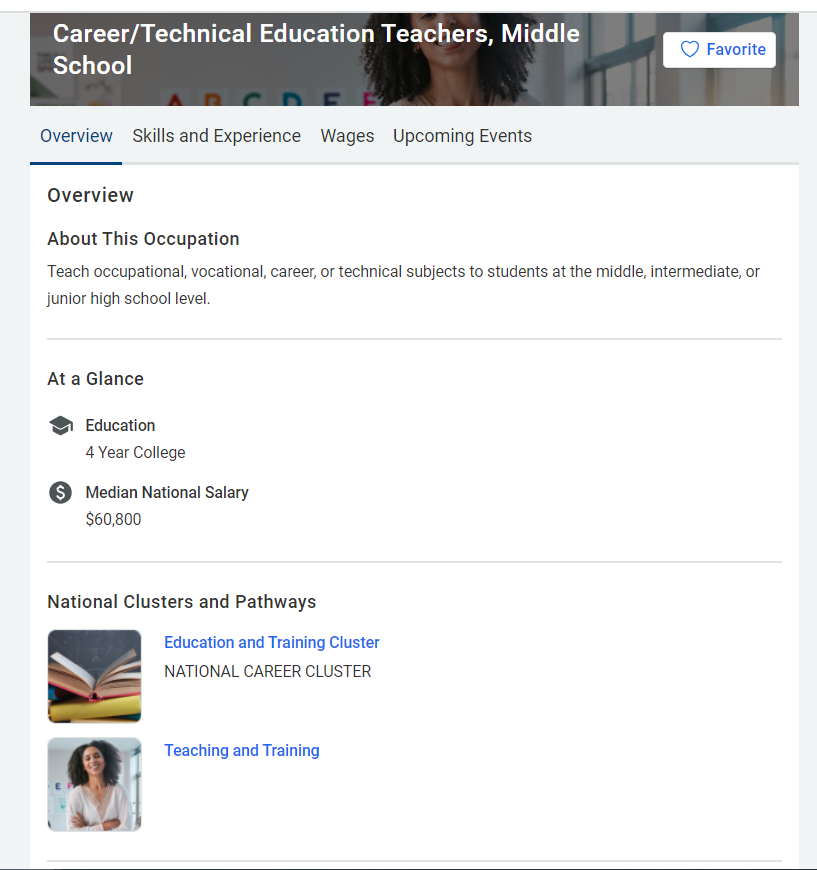 Career/Technical Education Teachers, Middle
School
Favorite
A B C D E F
Overview
Skills and Experience
Wages
Upcoming Events
Overview
About This Occupation
Teach occupational, vocational, career, or technical subjects to students at the middle, intermediate, or
junior high school level.
At a Glance
Education
4 Year College
$
Median National Salary
$60,800
National Clusters and Pathways
Education and Training Cluster
NATIONAL CAREER CLUSTER
E F
Teaching and Training